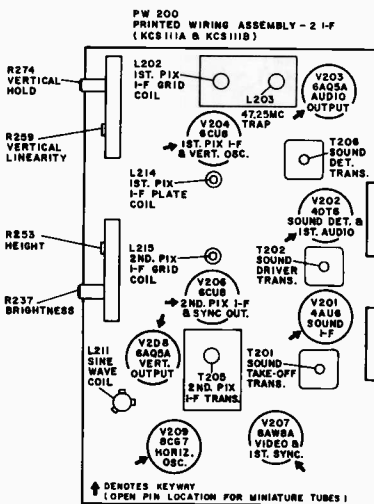 PW 200
PRINTED WIRING ASSEMBLY-2 I-F
(KCS111A & KCS111B)
R274
VERTICAL
HOLD
L202
1ST. PIX
I-F GRID
COIL
L203
47.25MC
TRAP
V203
6AQ5A
AUDIO
OUTPUT
R259
VERTICAL
LINEARITY
V204
6CU8
1ST. PIX I-F
& VERT. OSC.
T206
SOUND
DET.
TRANS.
L214
1ST. PIX
I-F PLATE
COIL
V202
4DT6
SOUND DET. &
1ST. AUDIO
R253
HEIGHT
L215
2ND. PIX
I-F GRID
COIL
T202
SOUND
DRIVER
TRANS.
R237
BRIGHTNESS
V206
6CU8
2ND. PIX I-F
& SYNC OUT.
V201
4AU6
SOUND
I-F
L211
SINE
WAVE
COIL
V208
6AQ5A
VERT.
OUTPUT
T205
2ND. PIX
I-F TRANS.
T201
SOUND
TAKE-OFF
TRANS.
V209
8CG7
HORIZ.
OSC.
V207
6AW8A
VIDEO &
1ST. SYNC.
DENOTES KEYWAY
(OPEN PIN LOCATION FOR MINIATURE TUBES)